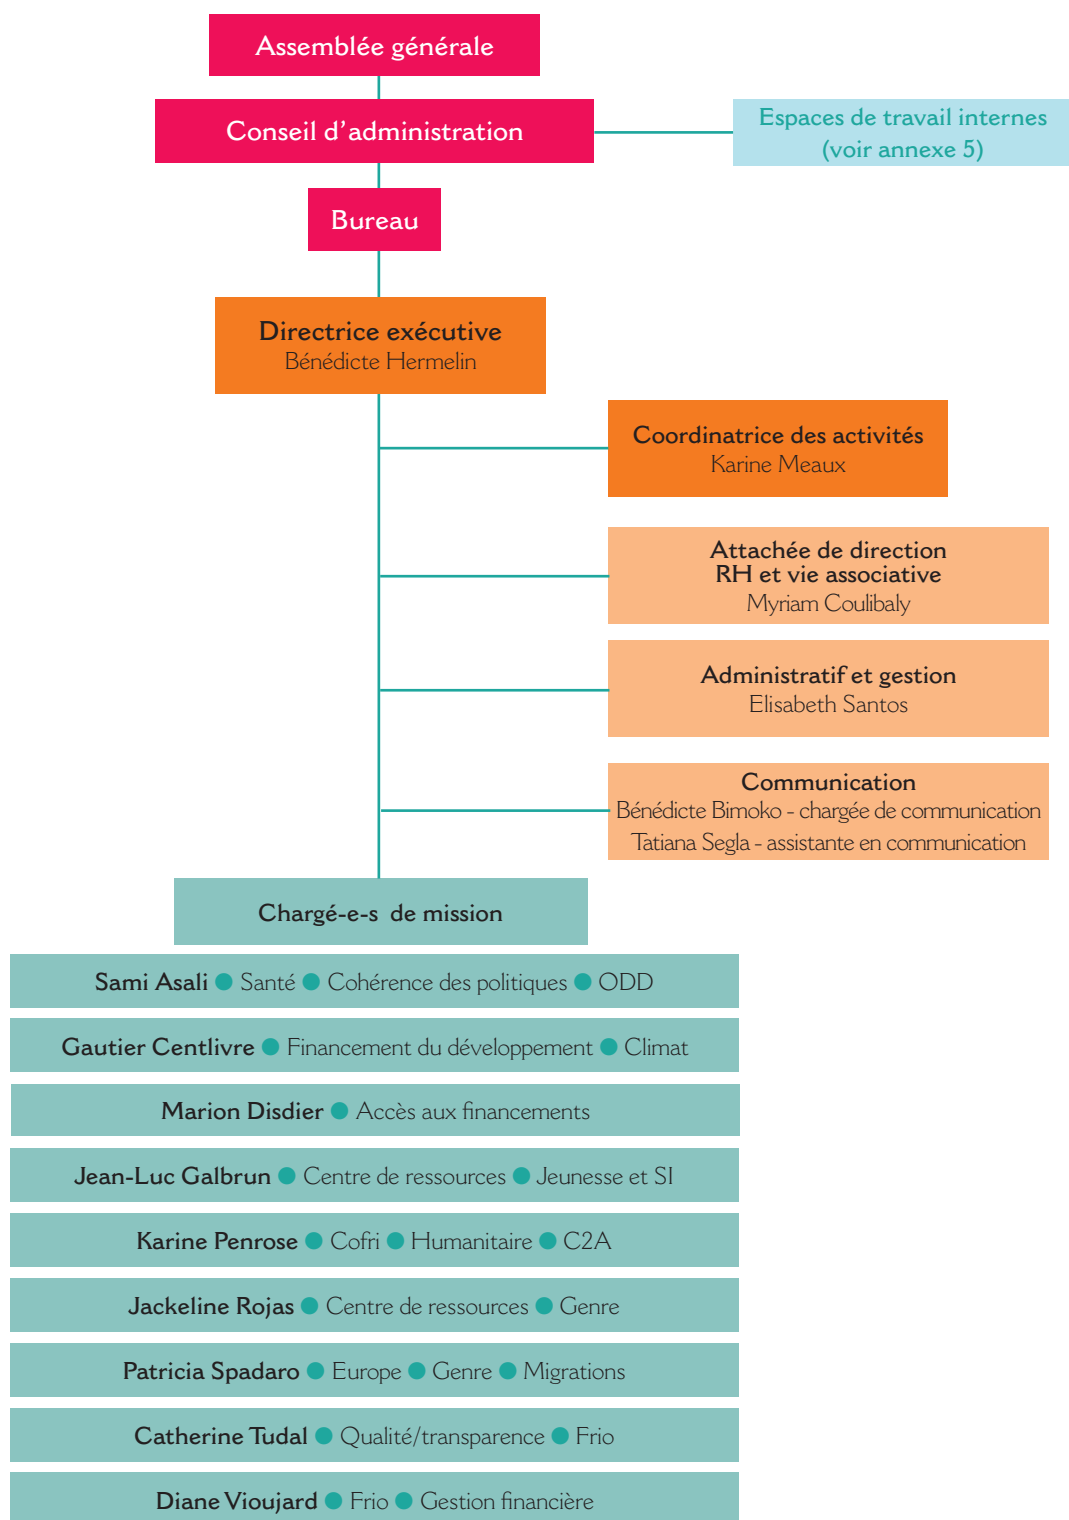 Assemblée générale
Conseil d'administration
Espaces de travail internes
(voir annexe 5)
Bureau
Directrice exécutive
Bénédicte Hermelin
Coordinatrice des activités
Karine Meaux
Attachée de direction
RH et vie associative
Myriam Coulibaly
Administratif et gestion
Elisabeth Santos
Communication
Bénédicte Bimoko - chargée de communication
Tatiana Segla - assistante en communication
Chargé-e-s de mission
Sami Asali ● Santé ● Cohérence des politiques ● ODD
Gautier Centlivre ● Financement du développement ● Climat
Marion Disdier ● Accès aux financements
Jean-Luc Galbrun ● Centre de ressources ● Jeunesse et SI
Karine Penrose ● Cofri ● Humanitaire ● C2A
Jackeline Rojas ● Centre de ressources ● Genre
Patricia Spadaro ● Europe ● Genre ● Migrations
Catherine Tudal ● Qualité/transparence ● Frio
Diane Vioujard ● Frio ● Gestion financière